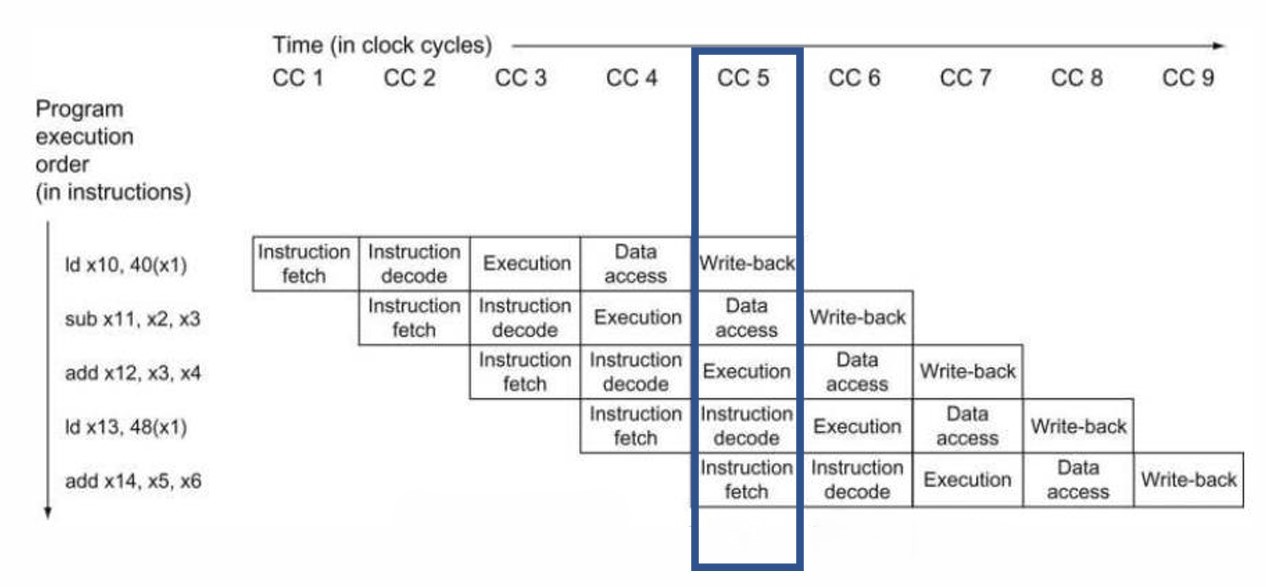 Time (in clock cycles)
CC 1 CC 2 CC 3 CC 4 CC 5 CC 6 CC 7 CC 8 CC 9
Program
execution
order
(in instructions)
ld x10, 40(x1) Instruction fetch Instruction decode Execution Data access Write-back
sub x11, x2, x3 Instruction fetch Instruction decode Execution Data access Write-back
add x12, x3, x4 Instruction fetch Instruction decode Execution Data access Write-back
ld x13, 48(x1) Instruction fetch Instruction decode Execution Data access Write-back
add x14, x5, x6 Instruction fetch Instruction decode Execution Data access Write-back